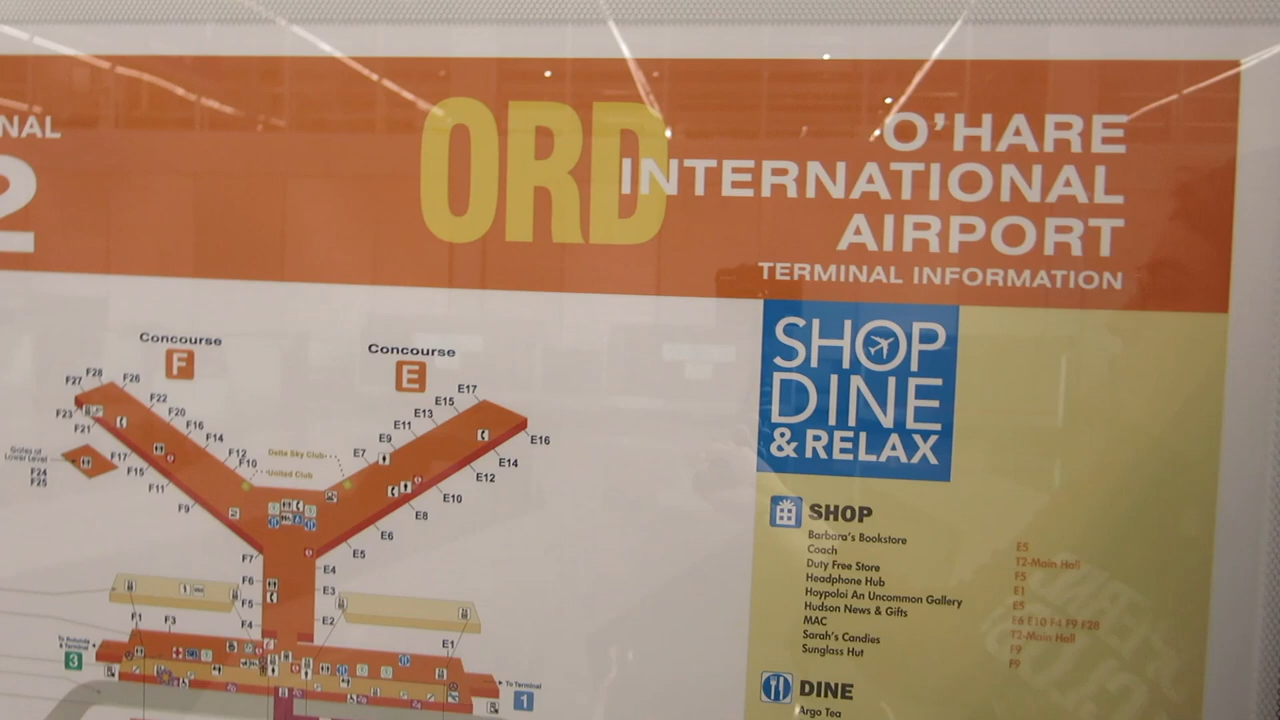 NAL
2
ORD
O'HARE
INTERNATIONAL
AIRPORT
TERMINAL INFORMATION
Concourse
F
Concourse
E
F28
F27
F26
F23
F22
F21
F20
F16
F14
F17
F12
F15
F10
F11
F9
Gates at
Lower Level
F24
F25
Delta Sky Club
United Club
E17
E15
E13
E11
E9
E7
E16
E14
E12
E10
E8
E6
E5
F7
E4
F6
E3
F5
E2
F4
F1
F3
E1
3
To Terminal
1
SHOP
DINE
& RELAX
SHOP
Barbara's Bookstore E5
Coach T2-Main Hall
Duty Free Store F5
Headphone Hub E1
Hoypoloi An Uncommon Gallery E5
Hudson News & Gifts E6 E10 F4 F9 F28
MAC T2-Main Hall
Sarah's Candies F9
Sunglass Hut F9
DINE
Argo Tea